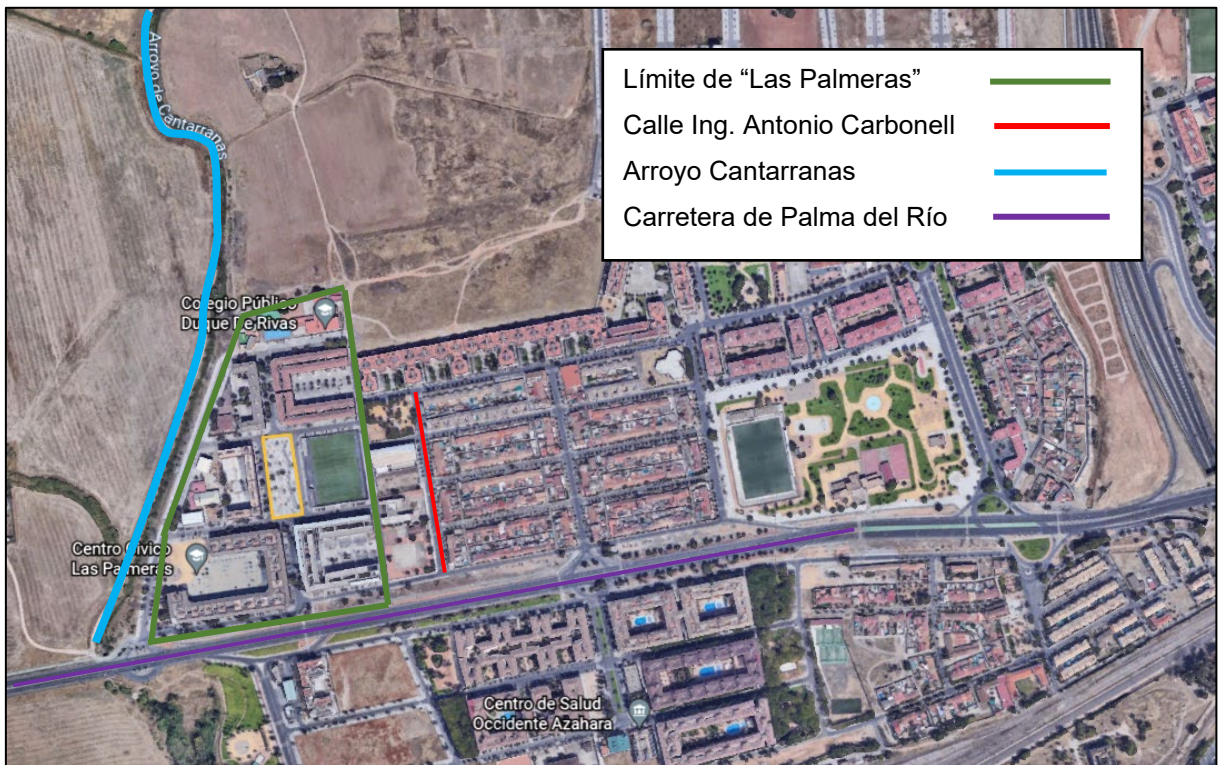 Arroyo de Cantarranas
Límite de “Las Palmeras”
Calle Ing. Antonio Carbonell
Arroyo Cantarranas
Carretera de Palma del Río
Colegio Público
Duque De Rivas
Centro Cívico
Las Palmeras
Centro de Salud
Occidente Azahara